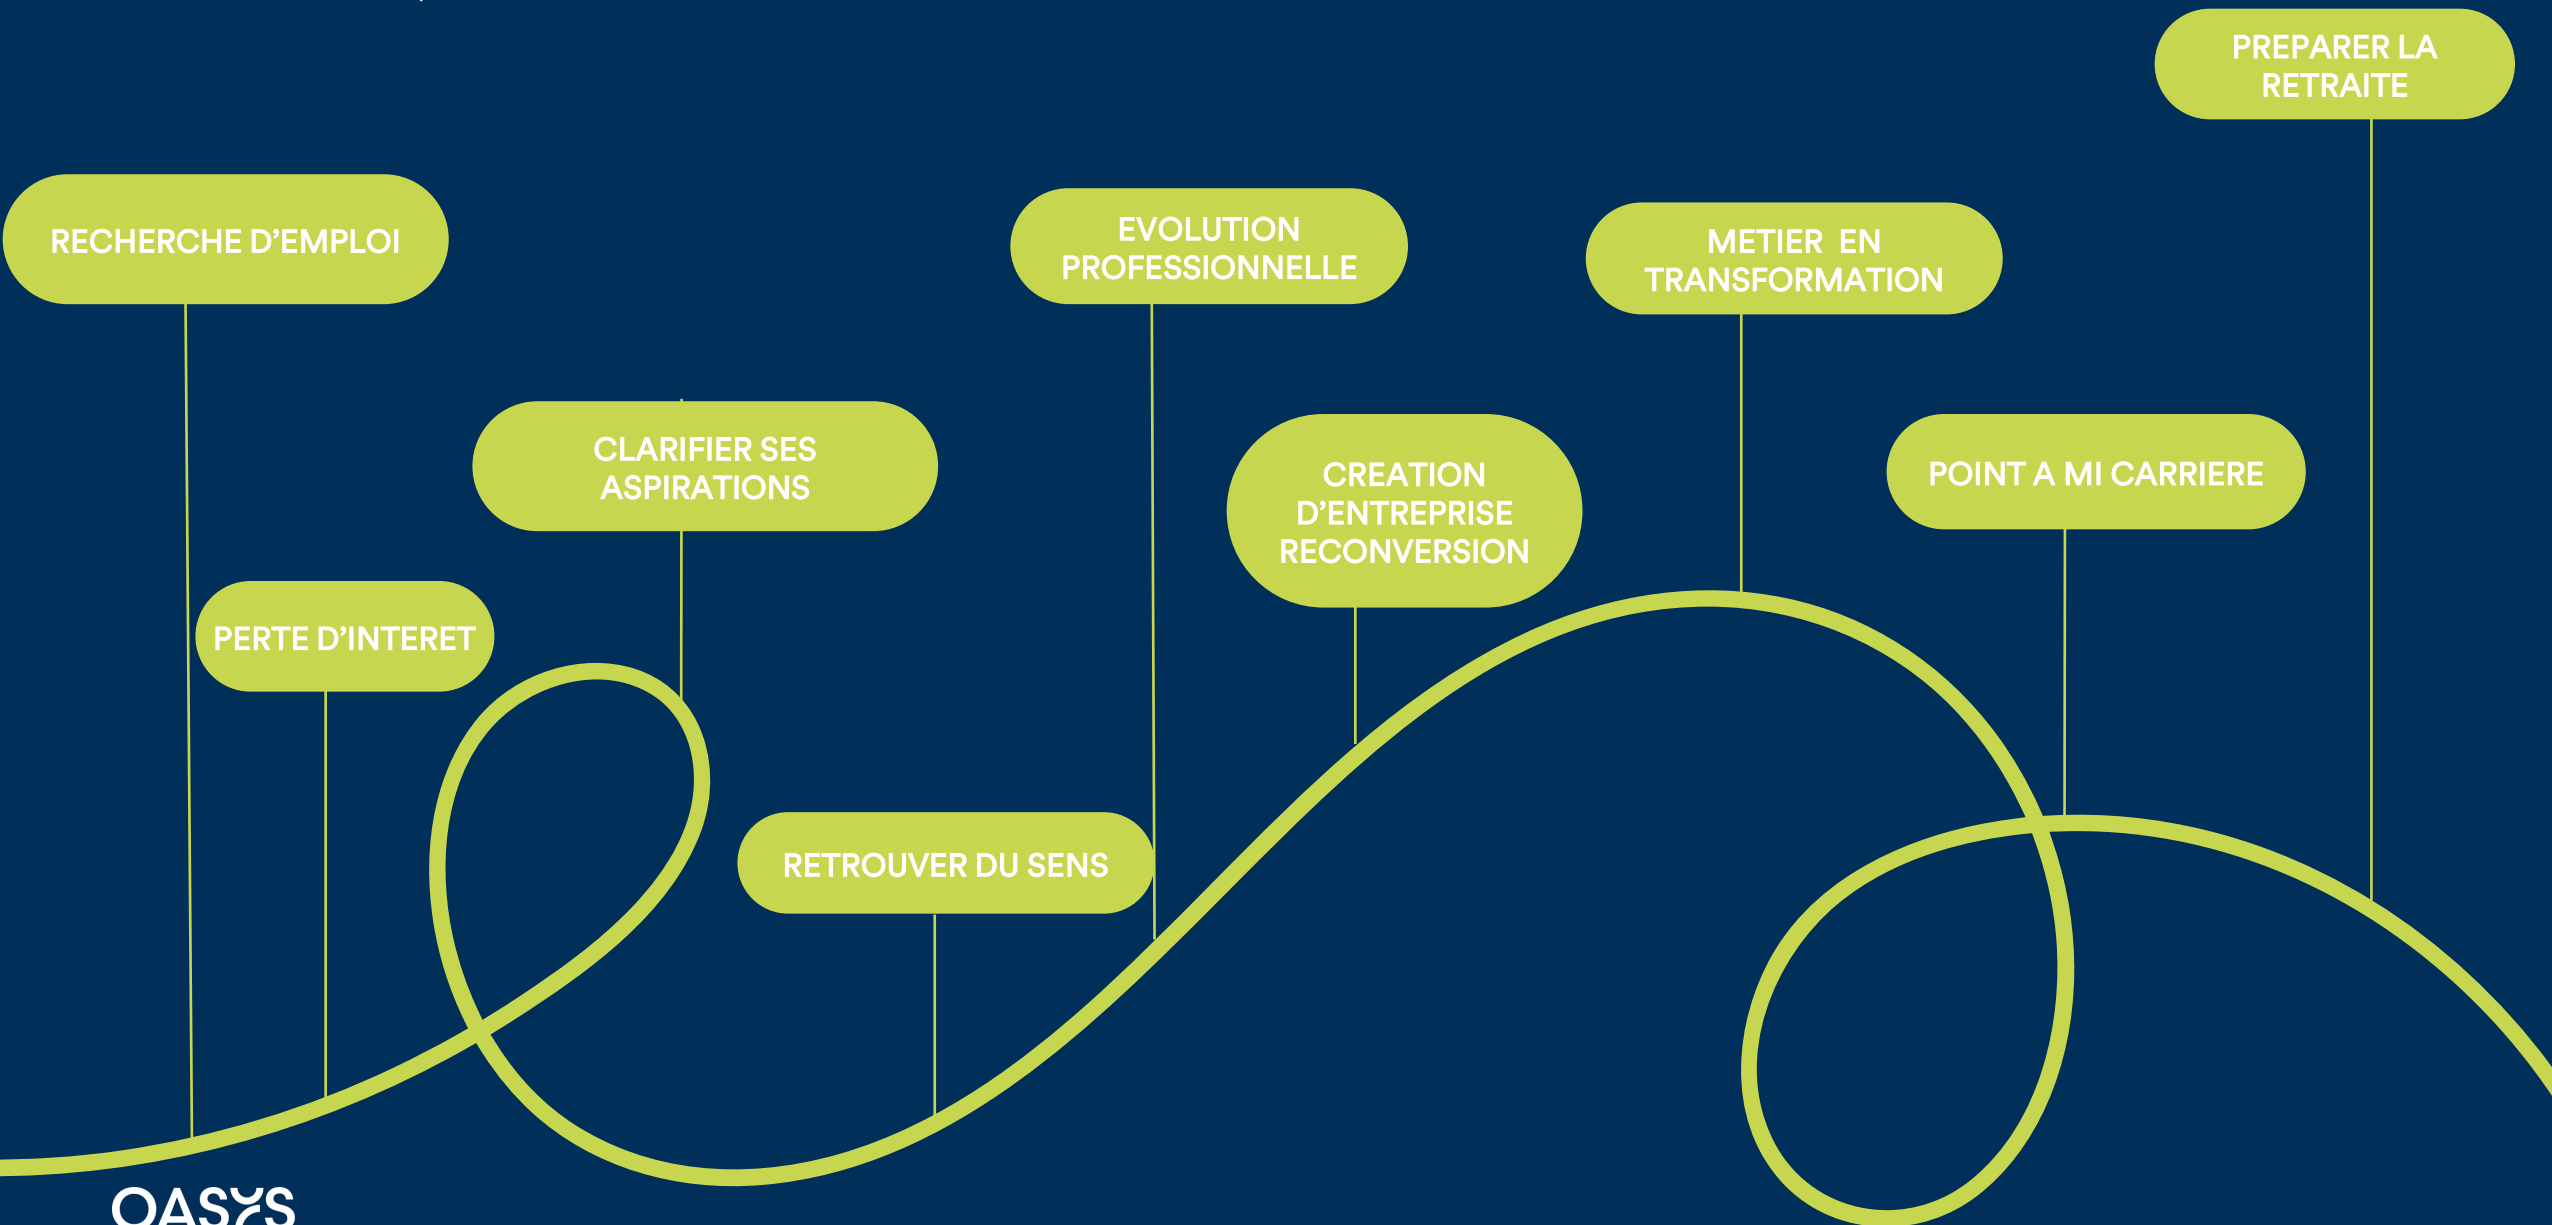 PREPARER LA
RETRAITE
RECHERCHE D’EMPLOI
EVOLUTION
PROFESSIONNELLE
METIER EN
TRANSFORMATION
CLARIFIER SES
ASPIRATIONS
CREATION
D’ENTREPRISE
RECONVERSION
POINT A MI CARRIERE
PERTE D’INTERET
RETROUVER DU SENS
OASYS